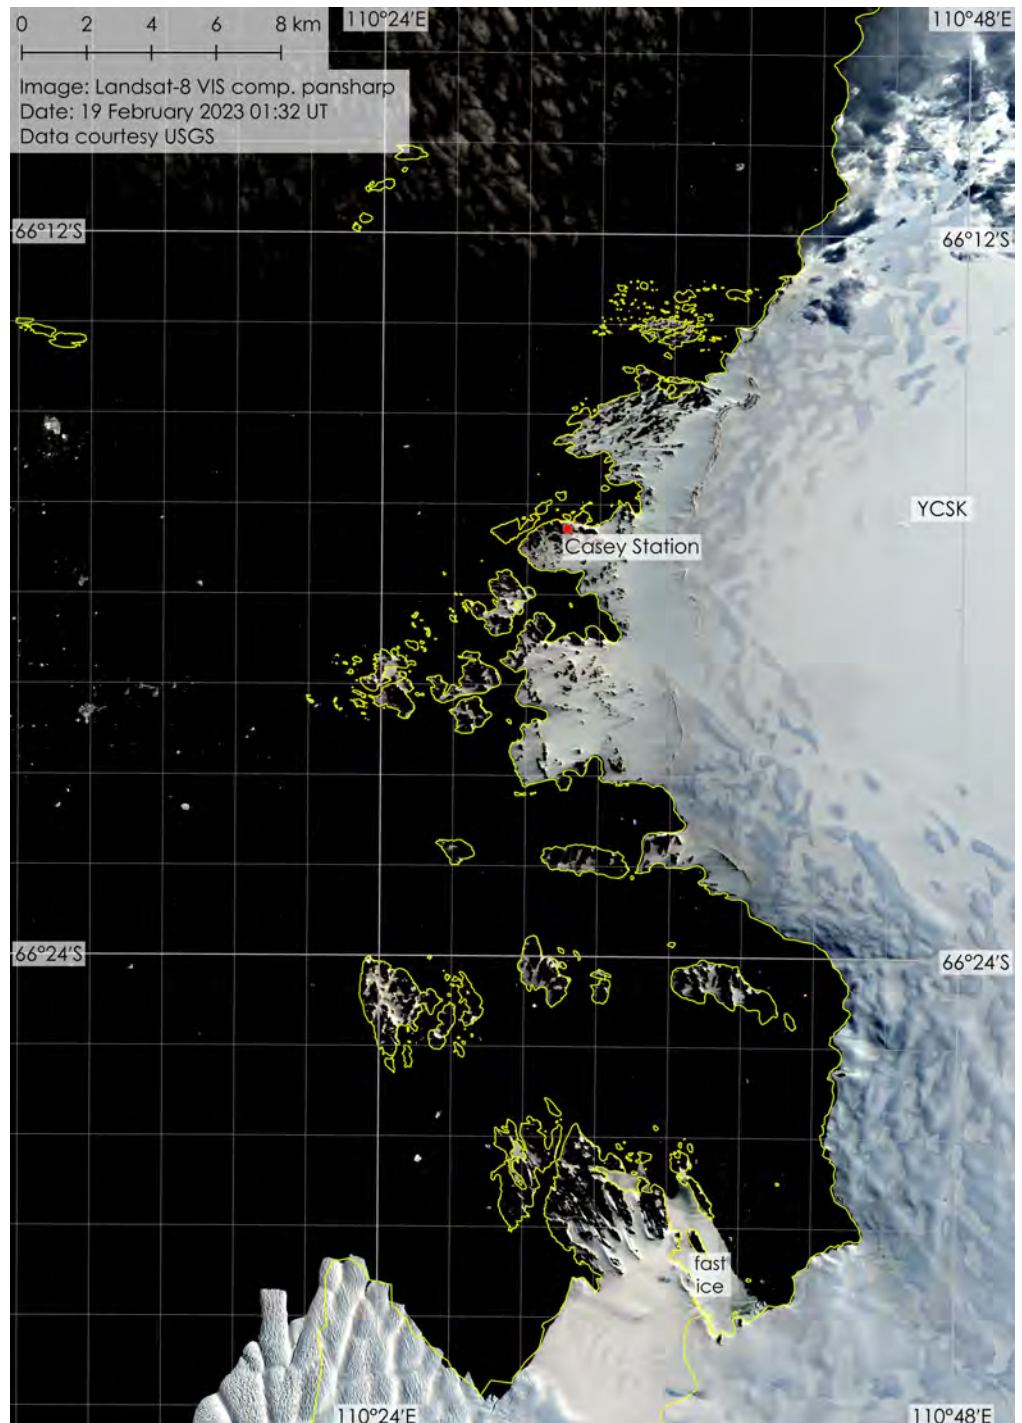 0 2 4 6 8 km
110°24′E
110°48′E
Image: Landsat-8 VIS comp. pansharp
Date: 19 February 2023 01:32 UT
Data courtesy USGS
66°12′S
66°12′S
YCSK
Casey Station
66°24′S
66°24′S
fast
ice
110°24′E
110°48′E